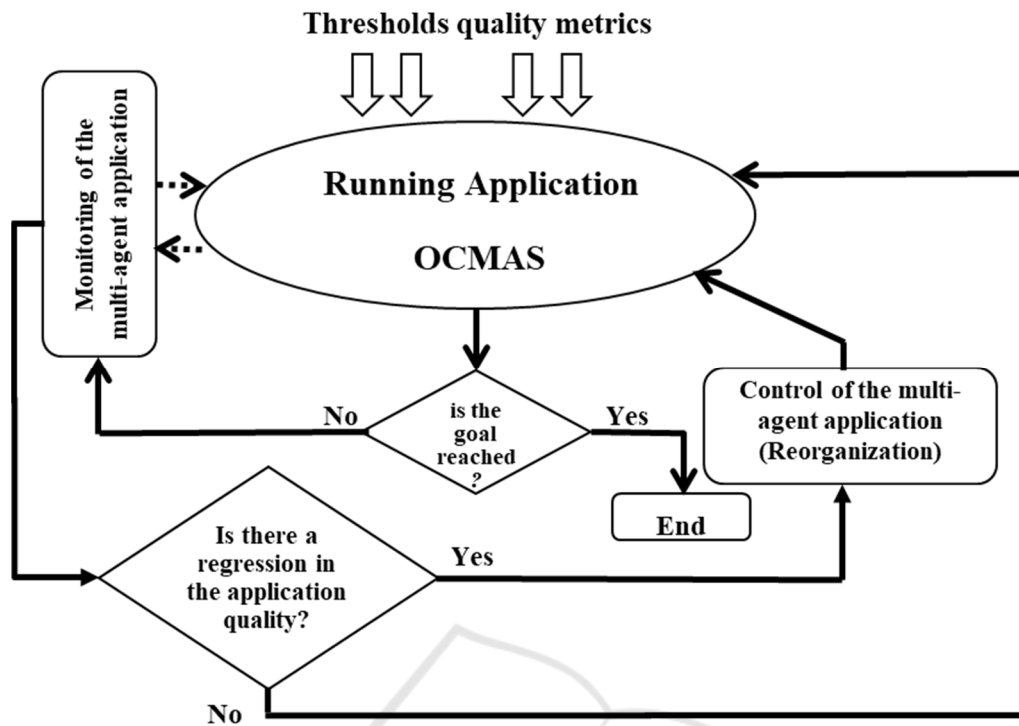 Thresholds quality metrics
Monitoring of the
multi-agent application
Running Application
OCMAS
No
is the
goal
reached
?
Yes
Control of the multi-
agent application
(Reorganization)
End
Is there a
regression in
the application
quality?
Yes
No